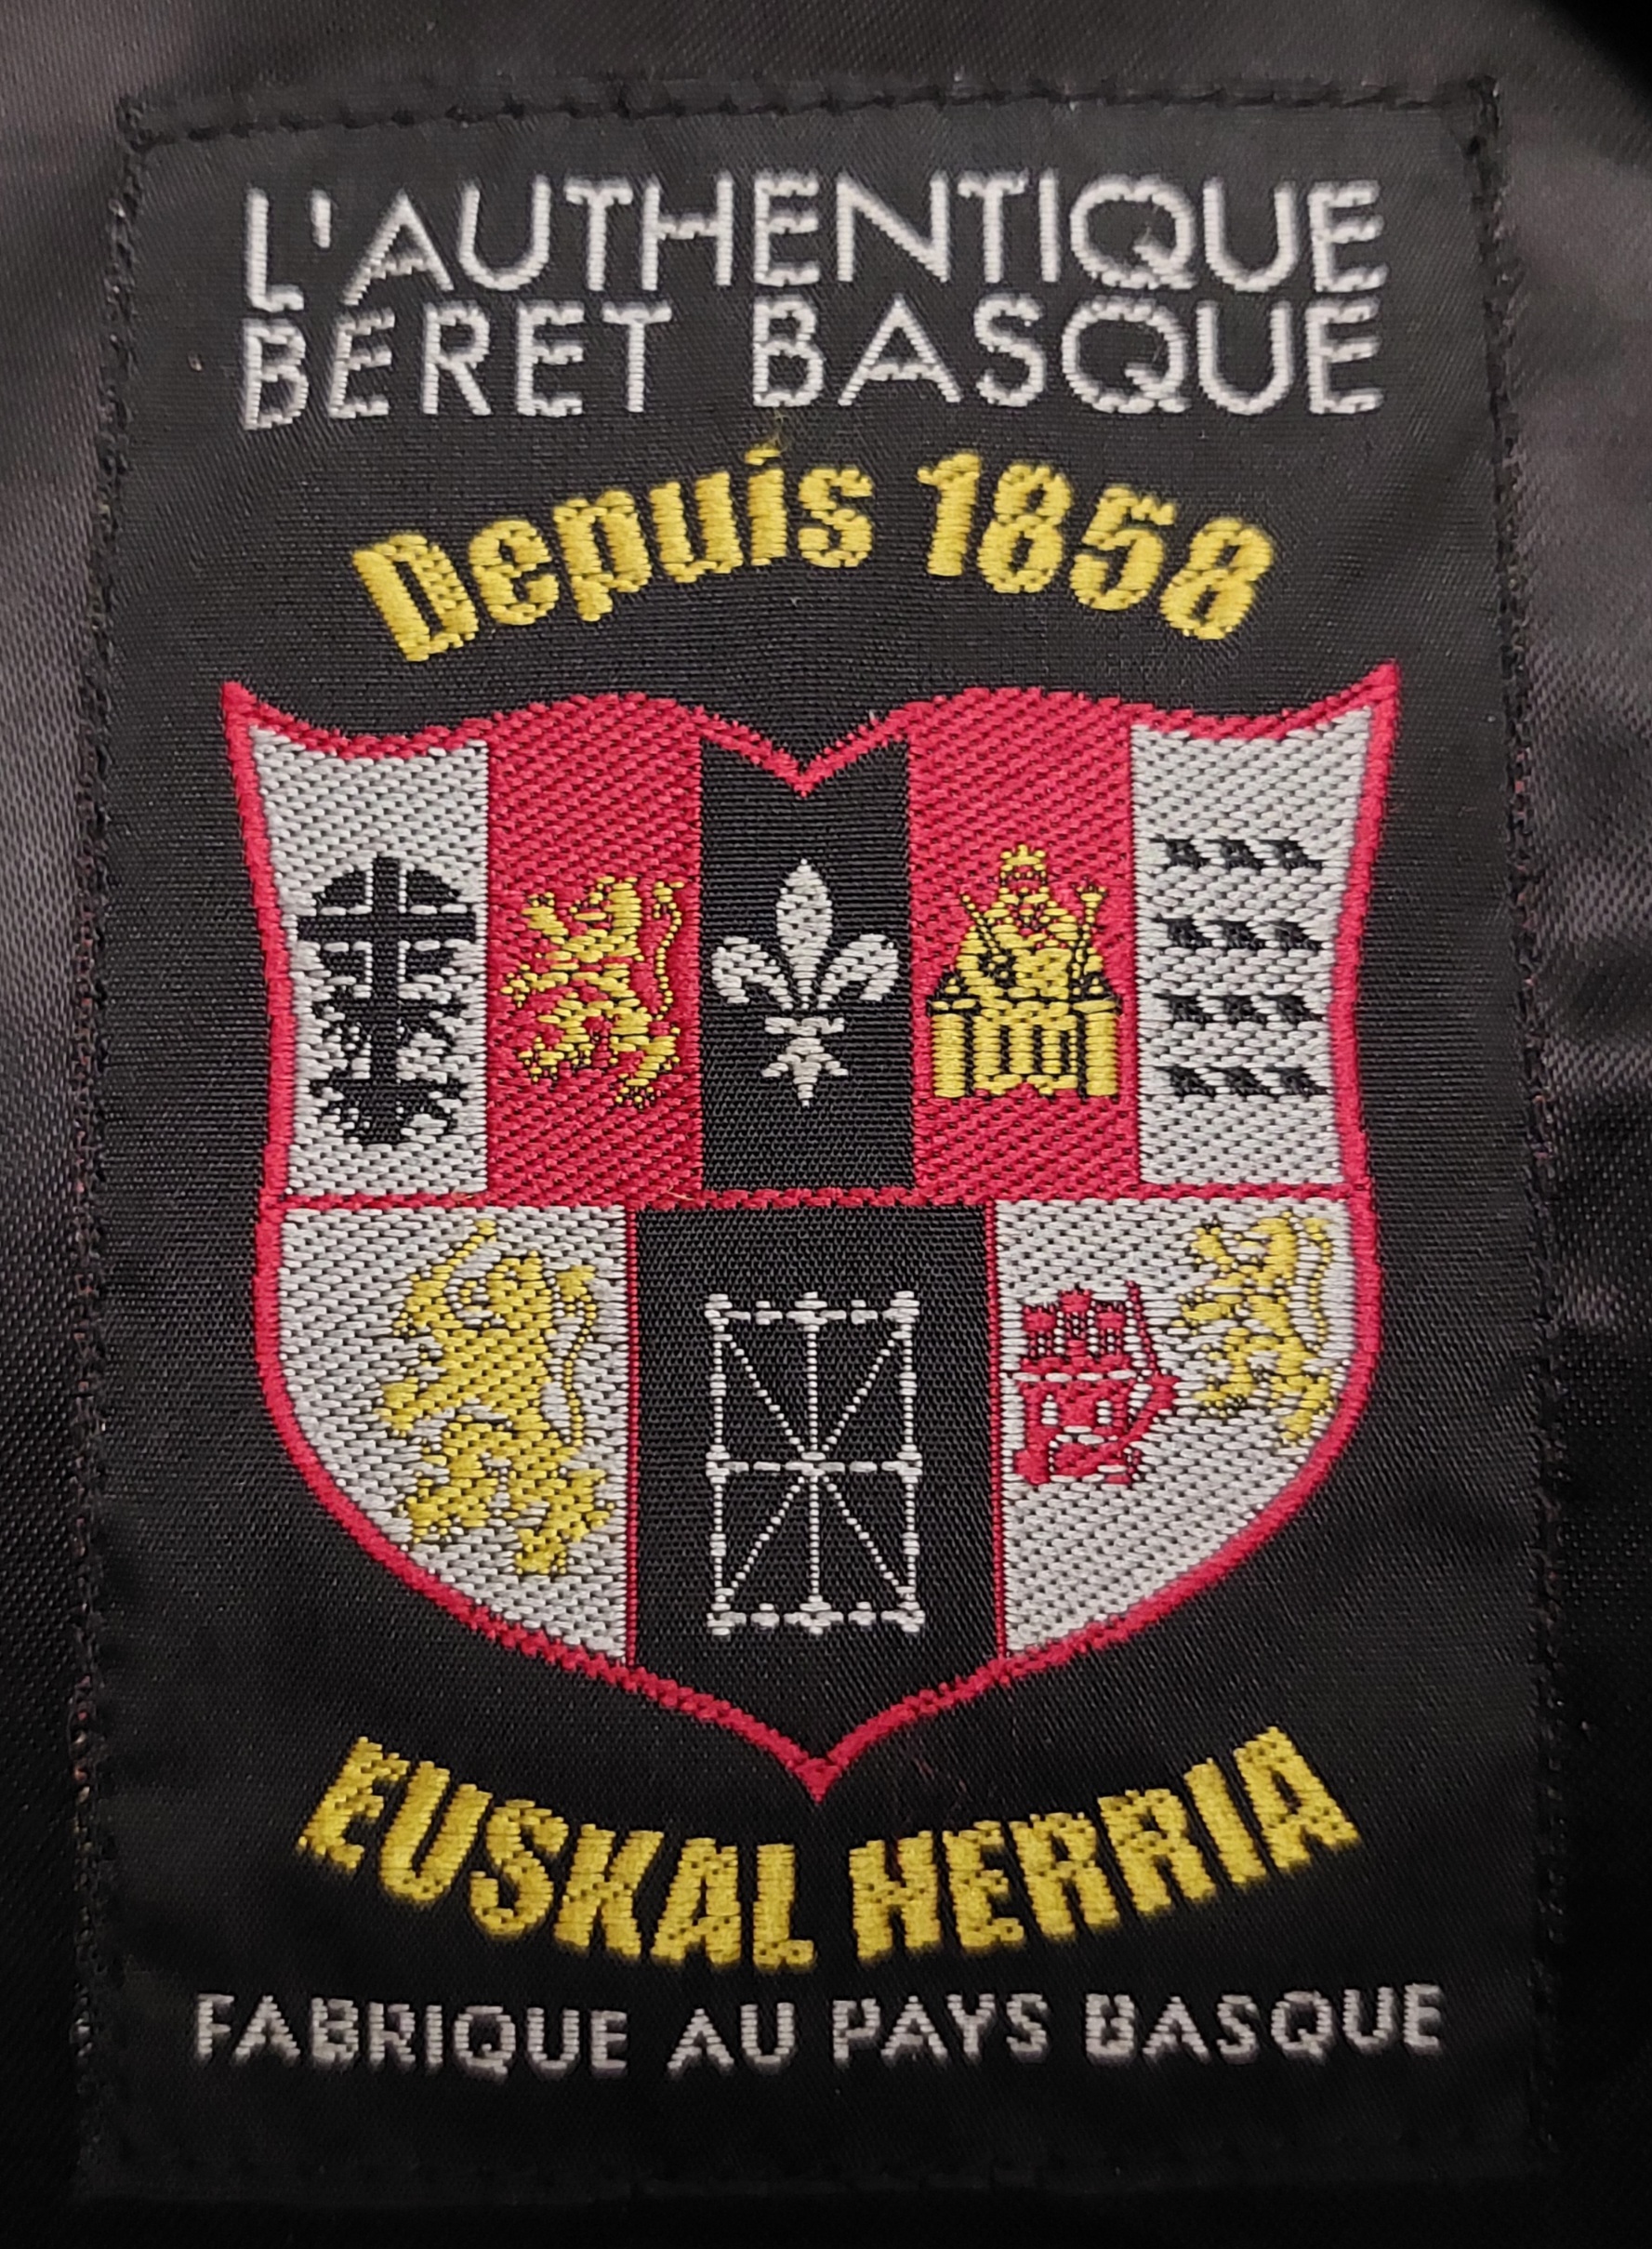 L'AUTHENTIQUE
BERET BASQUE
Depuis 1858
EUSKAL HERRIA
FABRIQUE AU PAYS BASQUE